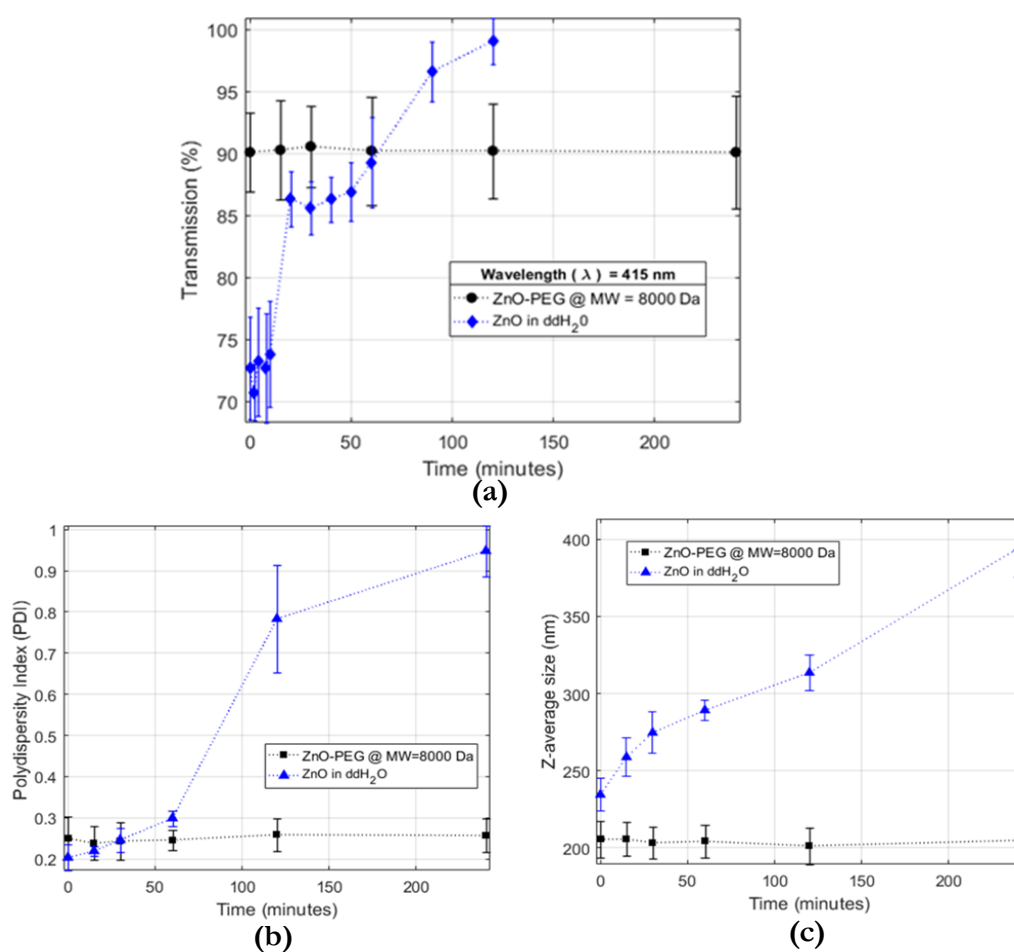 100
95
90
85
80
75
70
Transmission (%)
Wavelength ( λ ) = 415 nm
ZnO-PEG @ MW = 8000 Da
ZnO in ddH₂0
0 50 100 150 200
Time (minutes)
(a)
1
0.9
0.8
0.7
0.6
0.5
0.4
0.3
0.2
Polydispersity Index (PDI)
ZnO-PEG @ MW=8000 Da
ZnO in ddH₂O
0 50 100 150 200
Time (minutes)
(b)
400
350
300
250
200
Z-average size (nm)
ZnO-PEG @ MW=8000 Da
ZnO in ddH₂O
0 50 100 150 200
Time (minutes)
(c)